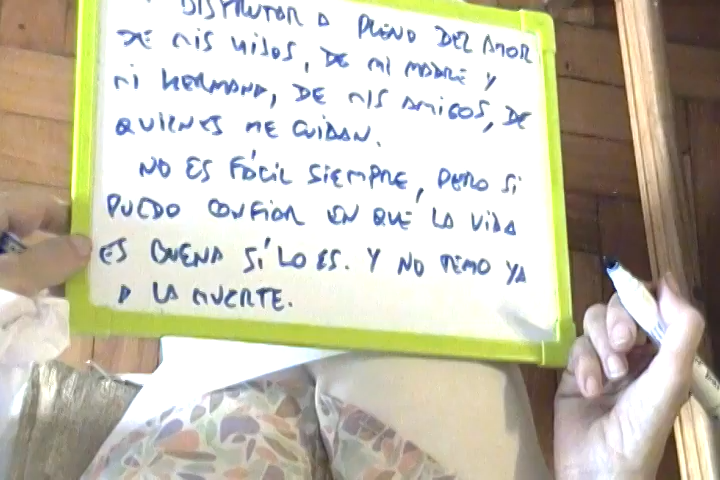 DISFRUTAR A PLENO DEL AMOR
DE MIS HIJOS, DE MI MADRE Y
MI HERMANA, DE MIS AMIGOS, DE
QUIENES ME CUIDAN.
NO ES FÁCIL SIEMPRE, PERO SI
PUEDO CONFIAR EN QUE LA VIDA
ES BUENA SÍ LO ES. Y NO TEMO YA
A LA MUERTE.